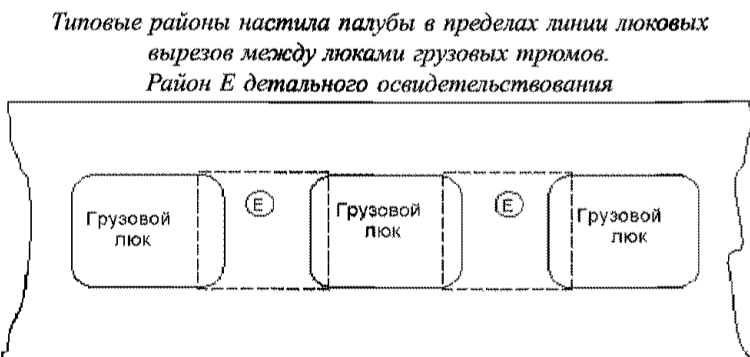 Типовые районы настила палубы в пределах линии люковых
вырезов между люками грузовых трюмов.
Район Е детального освидетельствования
Грузовой
люк
Е
Грузовой
люк
Е
Грузовой
люк